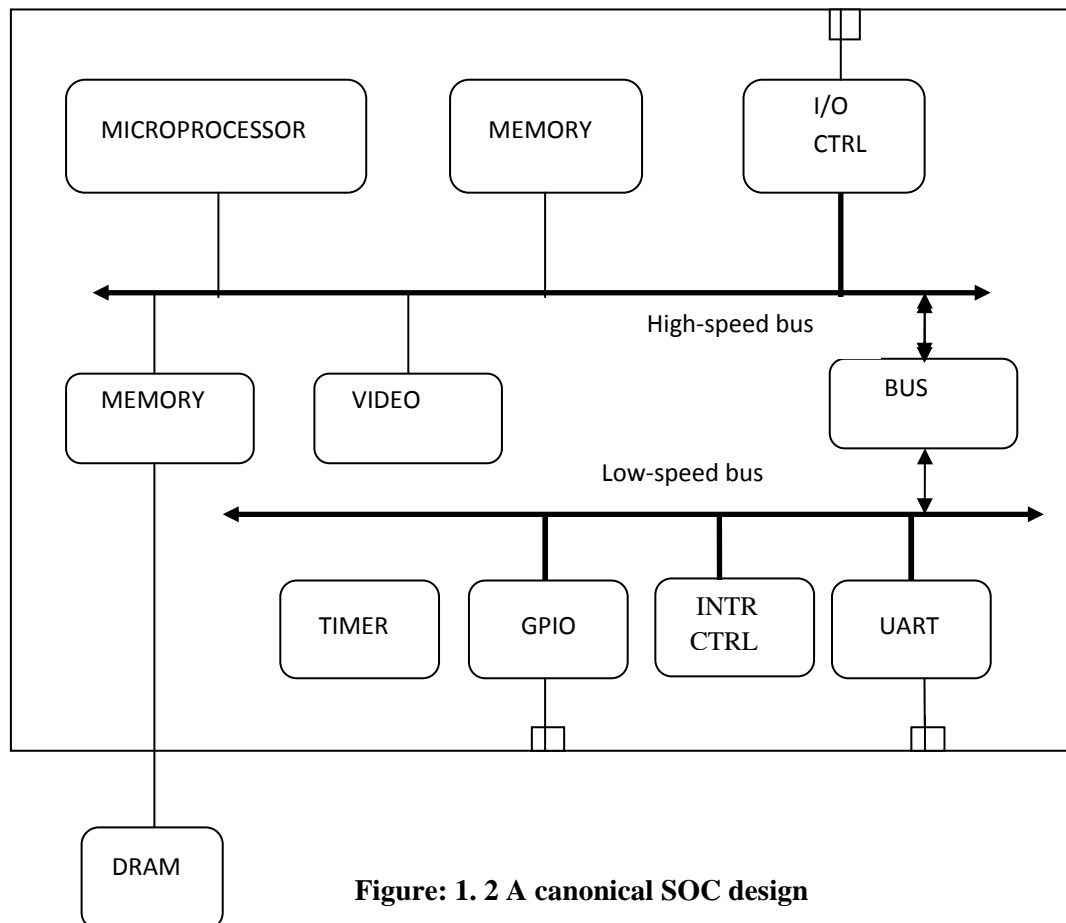 MICROPROCESSOR
MEMORY
I/O
CTRL
High-speed bus
MEMORY
VIDEO
BUS
Low-speed bus
TIMER
GPIO
INTR
CTRL
UART
DRAM
Figure: 1. 2 A canonical SOC design